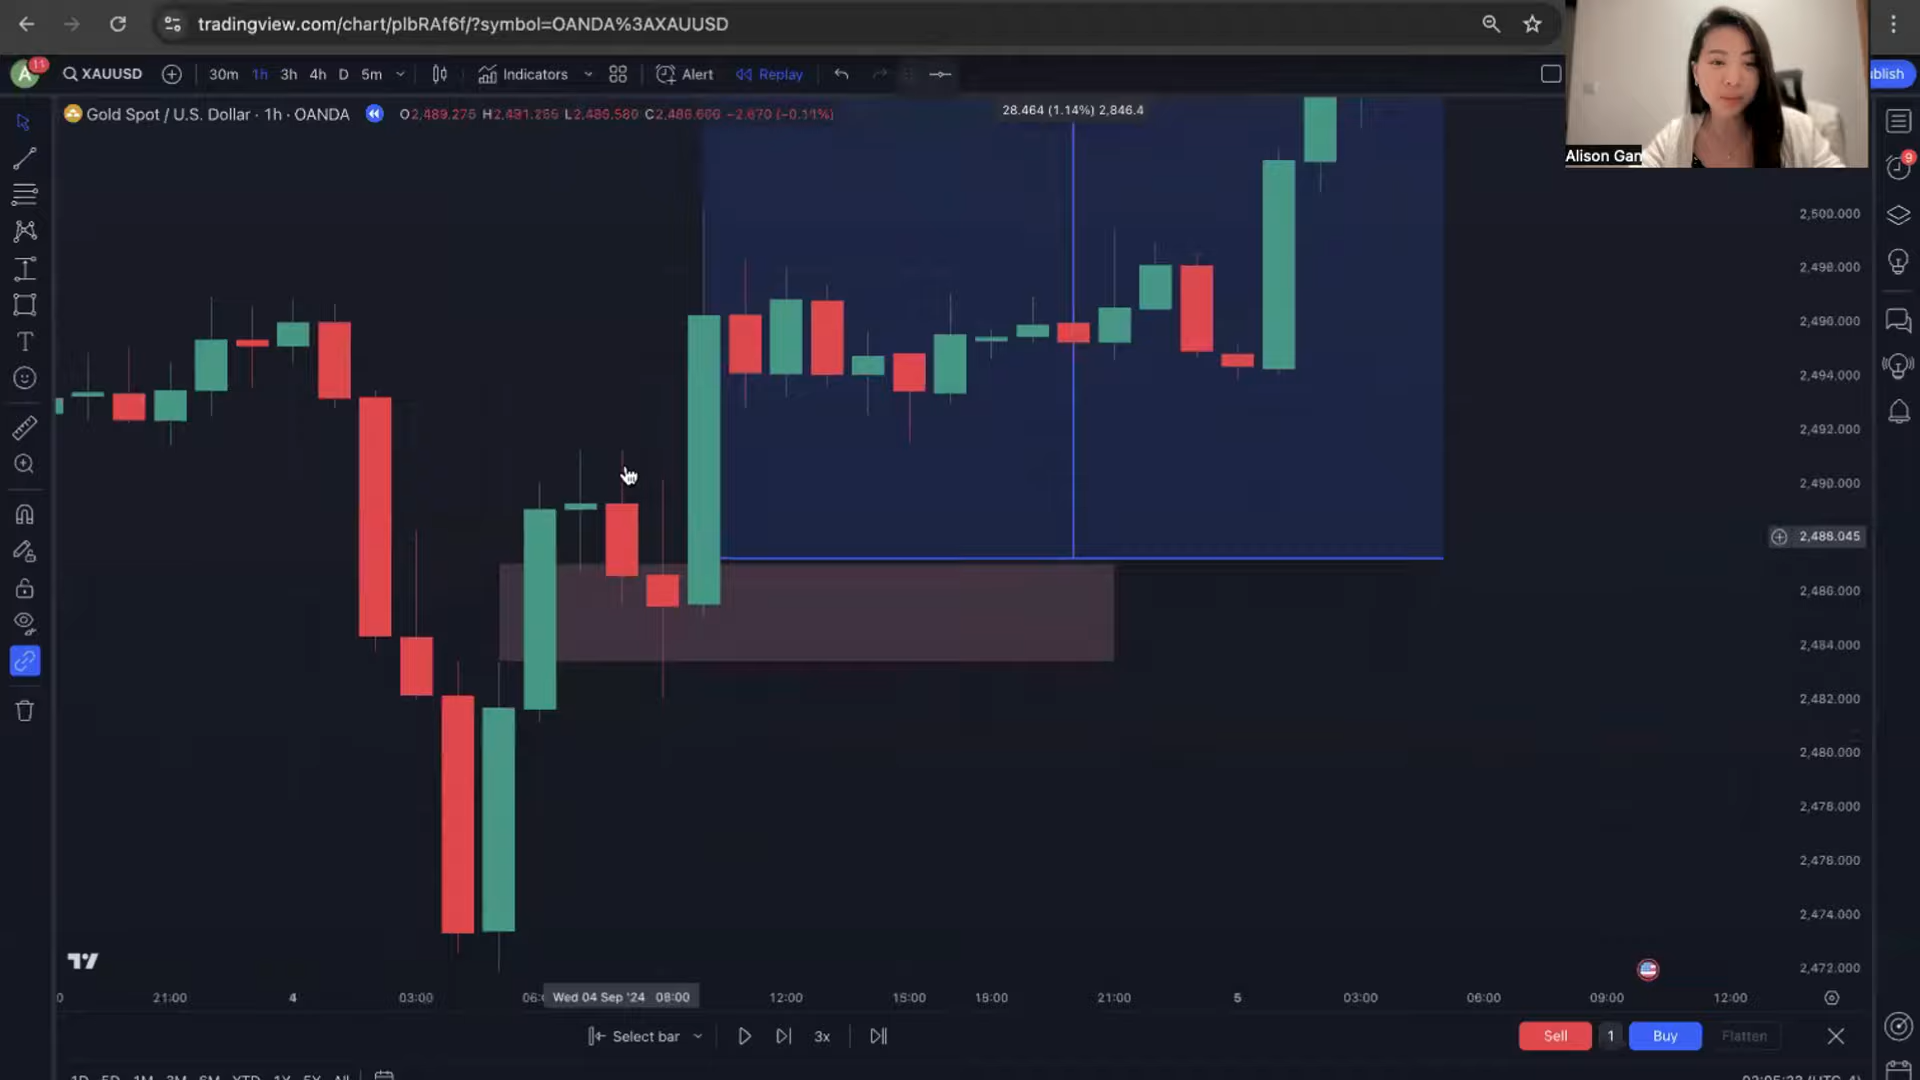 tradingview.com/chart/plbRAf6f/?symbol=OANDA%3AXAUUSD
A 11 XAUUSD 30m 1h 3h 4h D 5m Indicators Alert Replay
blish
Gold Spot / U.S. Dollar · 1h · OANDA
28.464 (1.14%) 2,846.4
Alison Gan
9
2,500.000
2,498.000
2,496.000
2,494.000
2,492.000
2,490.000
2,488.045
2,486.000
2,484.000
2,482.000
2,480.000
2,478.000
2,476.000
2,474.000
2,472.000
21:00 4 03:00 Wed 04 Sep '24 08:00 12:00 15:00 18:00 21:00 5 03:00 06:00 09:00 12:00
Select bar 3x Sell 1 Buy Flatten